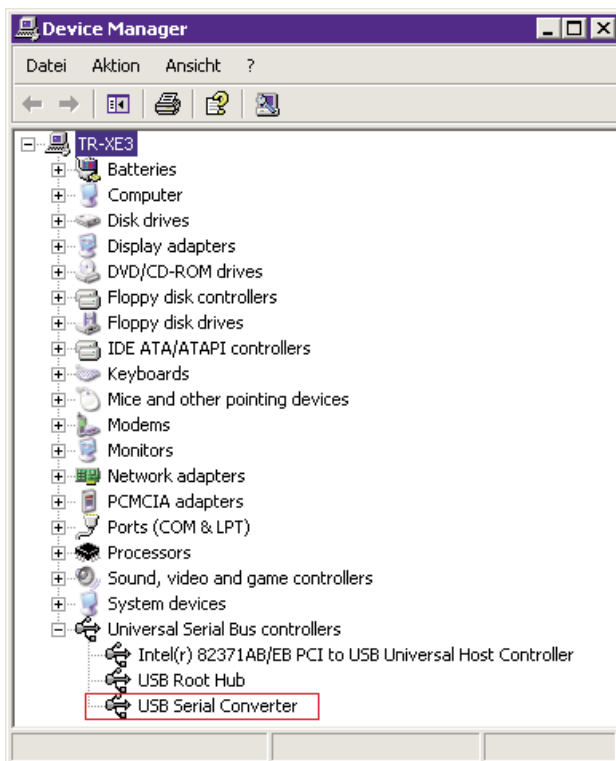 Device Manager
Datei Aktion Ansicht ?
TR-XE3
Batteries
Computer
Disk drives
Display adapters
DVD/CD-ROM drives
Floppy disk controllers
Floppy disk drives
IDE ATA/ATAPI controllers
Keyboards
Mice and other pointing devices
Modems
Monitors
Network adapters
PCMCIA adapters
Ports (COM & LPT)
Processors
Sound, video and game controllers
System devices
Universal Serial Bus controllers
Intel(r) 82371AB/EB PCI to USB Universal Host Controller
USB Root Hub
USB Serial Converter